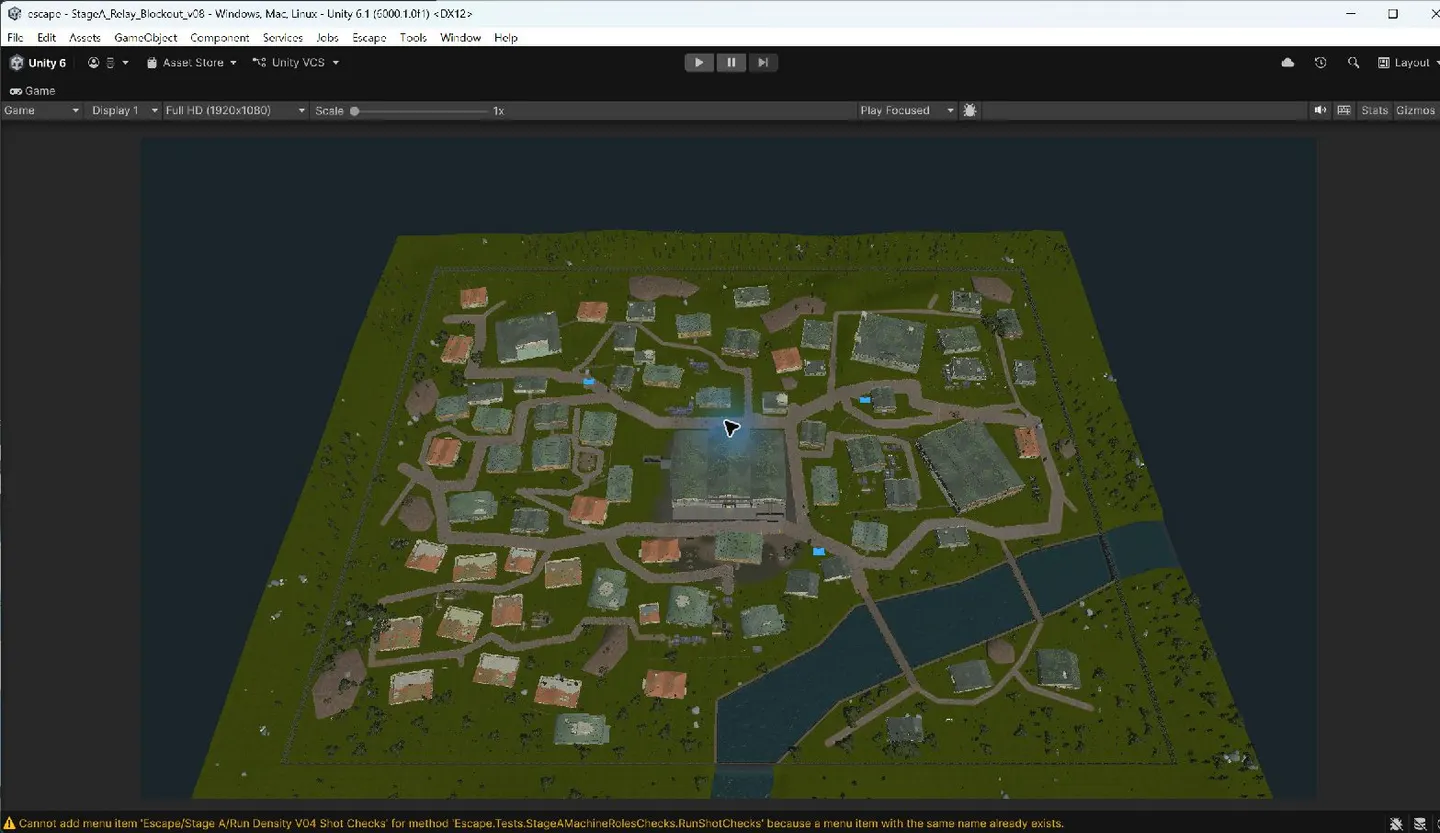 escape - StageA_Relay_Blockout_v08 - Windows, Mac, Linux - Unity 6.1 (6000.1.0f1) <DX12>
File Edit Assets GameObject Component Services Jobs Escape Tools Window Help
Unity 6 Asset Store Unity VCS Layout
Game
Game Display 1 Full HD (1920x1080) Scale 1x Play Focused Stats Gizmos
Cannot add menu item 'Escape/Stage A/Run Density V04 Shot Checks' for method 'Escape.Tests.StageAMachineRolesChecks.RunShotChecks' because a menu item with the same name already exists.